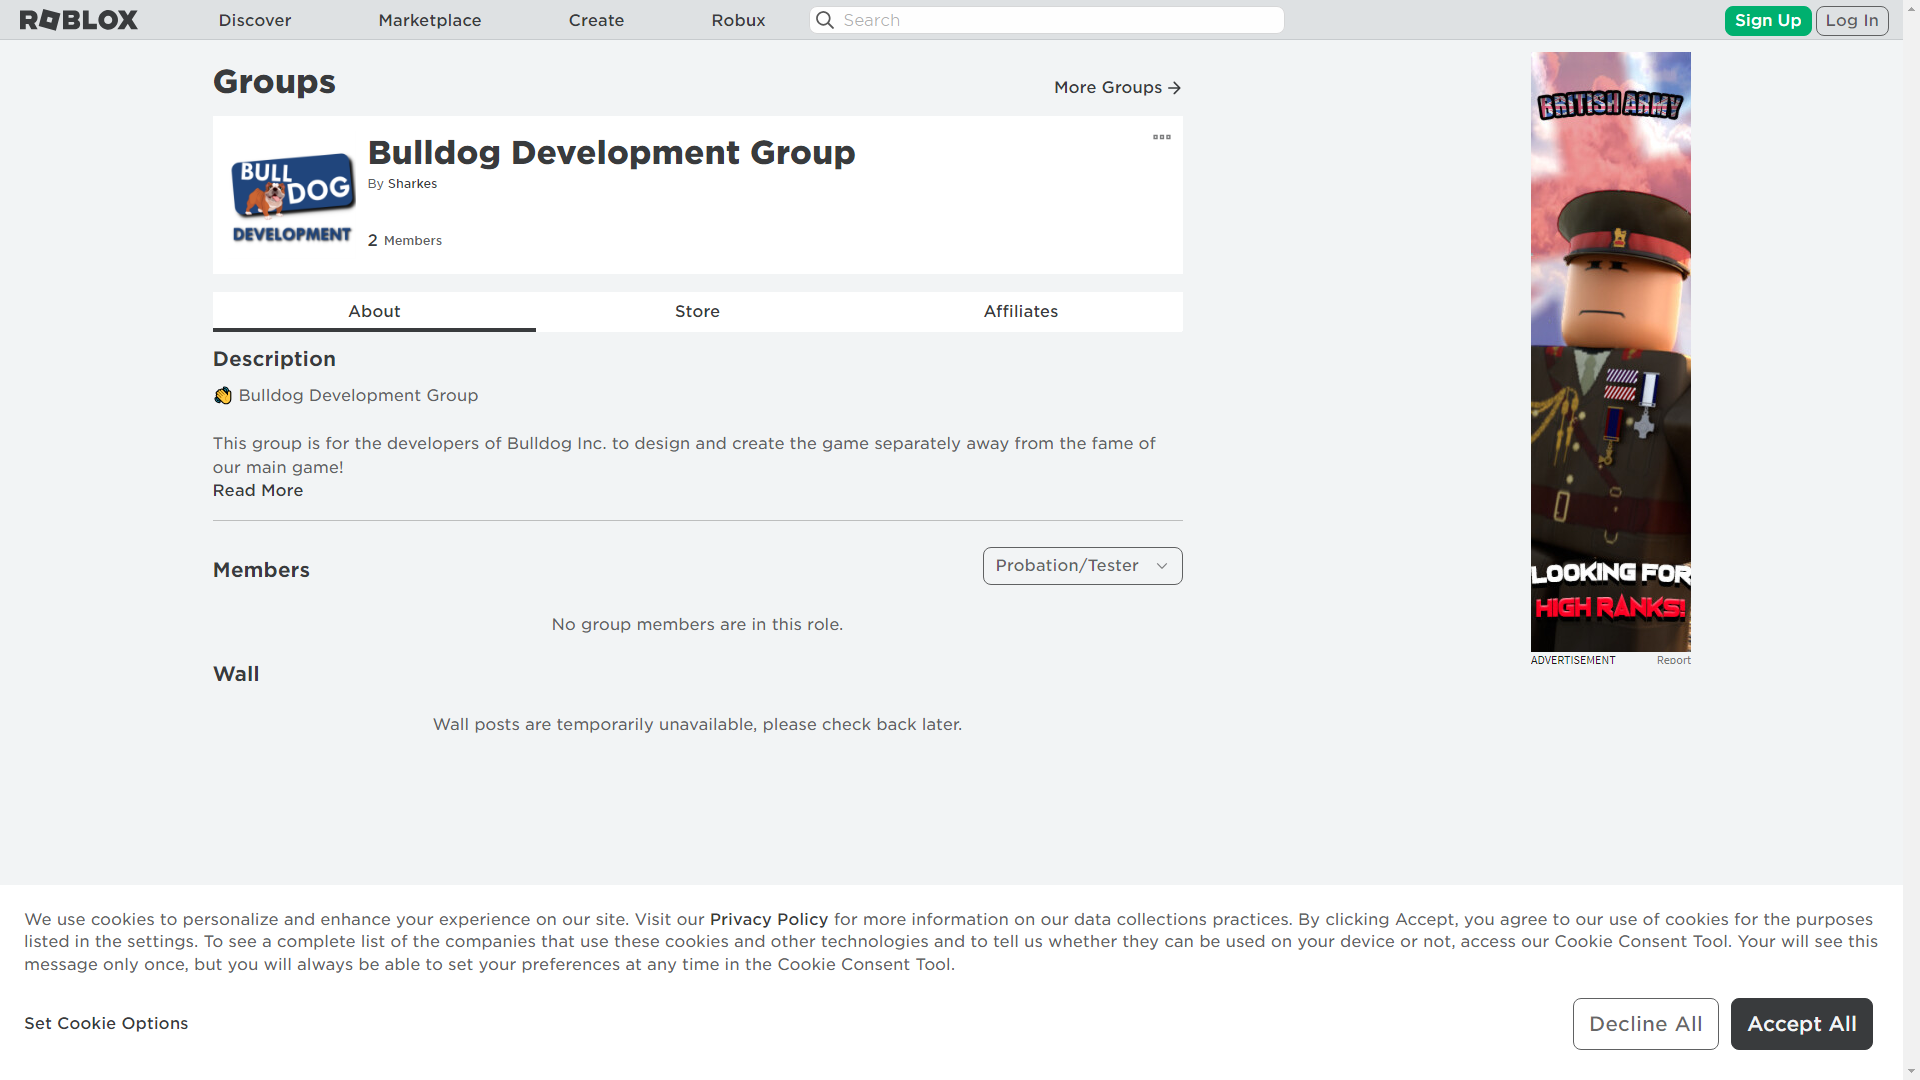 ROBLOX
Discover
Marketplace
Create
Robux
Search
Sign Up
Log In
Groups
More Groups
BULL
DOG
DEVELOPMENT
Bulldog Development Group
By Sharkes
2 Members
About
Store
Affiliates
Description
👏 Bulldog Development Group
This group is for the developers of Bulldog Inc. to design and create the game separately away from the fame of
our main game!
Read More
Members
Probation/Tester
No group members are in this role.
Wall
Wall posts are temporarily unavailable, please check back later.
BRITISH ARMY
LOOKING FOR
HIGH RANKS!
ADVERTISEMENT
Report
We use cookies to personalize and enhance your experience on our site. Visit our Privacy Policy for more information on our data collections practices. By clicking Accept, you agree to our use of cookies for the purposes
listed in the settings. To see a complete list of the companies that use these cookies and other technologies and to tell us whether they can be used on your device or not, access our Cookie Consent Tool. Your will see this
message only once, but you will always be able to set your preferences at any time in the Cookie Consent Tool.
Set Cookie Options
Decline All
Accept All